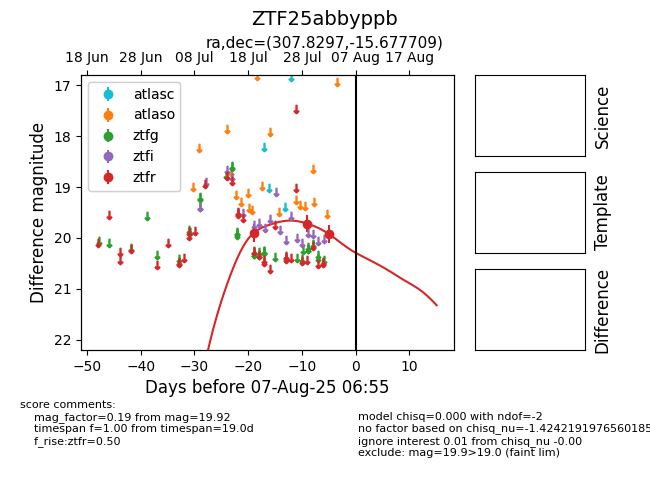 ZTF25abbyppb
ra,dec=(307.8297,-15.677709)
18 Jun 28 Jun 08 Jul 18 Jul 28 Jul 07 Aug 17 Aug
17
18
19
20
21
22
Difference magnitude
atlasc
atlaso
ztfg
ztfi
ztfr
−50 −40 −30 −20 −10 0 10
Days before 07-Aug-25 06:55
Science
Template
Difference
score comments:
mag_factor=0.19 from mag=19.92
timespan f=1.00 from timespan=19.0d
f_rise:ztfr=0.50
model chisq=0.000 with ndof=-2
no factor based on chisq_nu=-1.4242191976560185
ignore interest 0.01 from chisq_nu -0.00
exclude: mag=19.9>19.0 (faint lim)